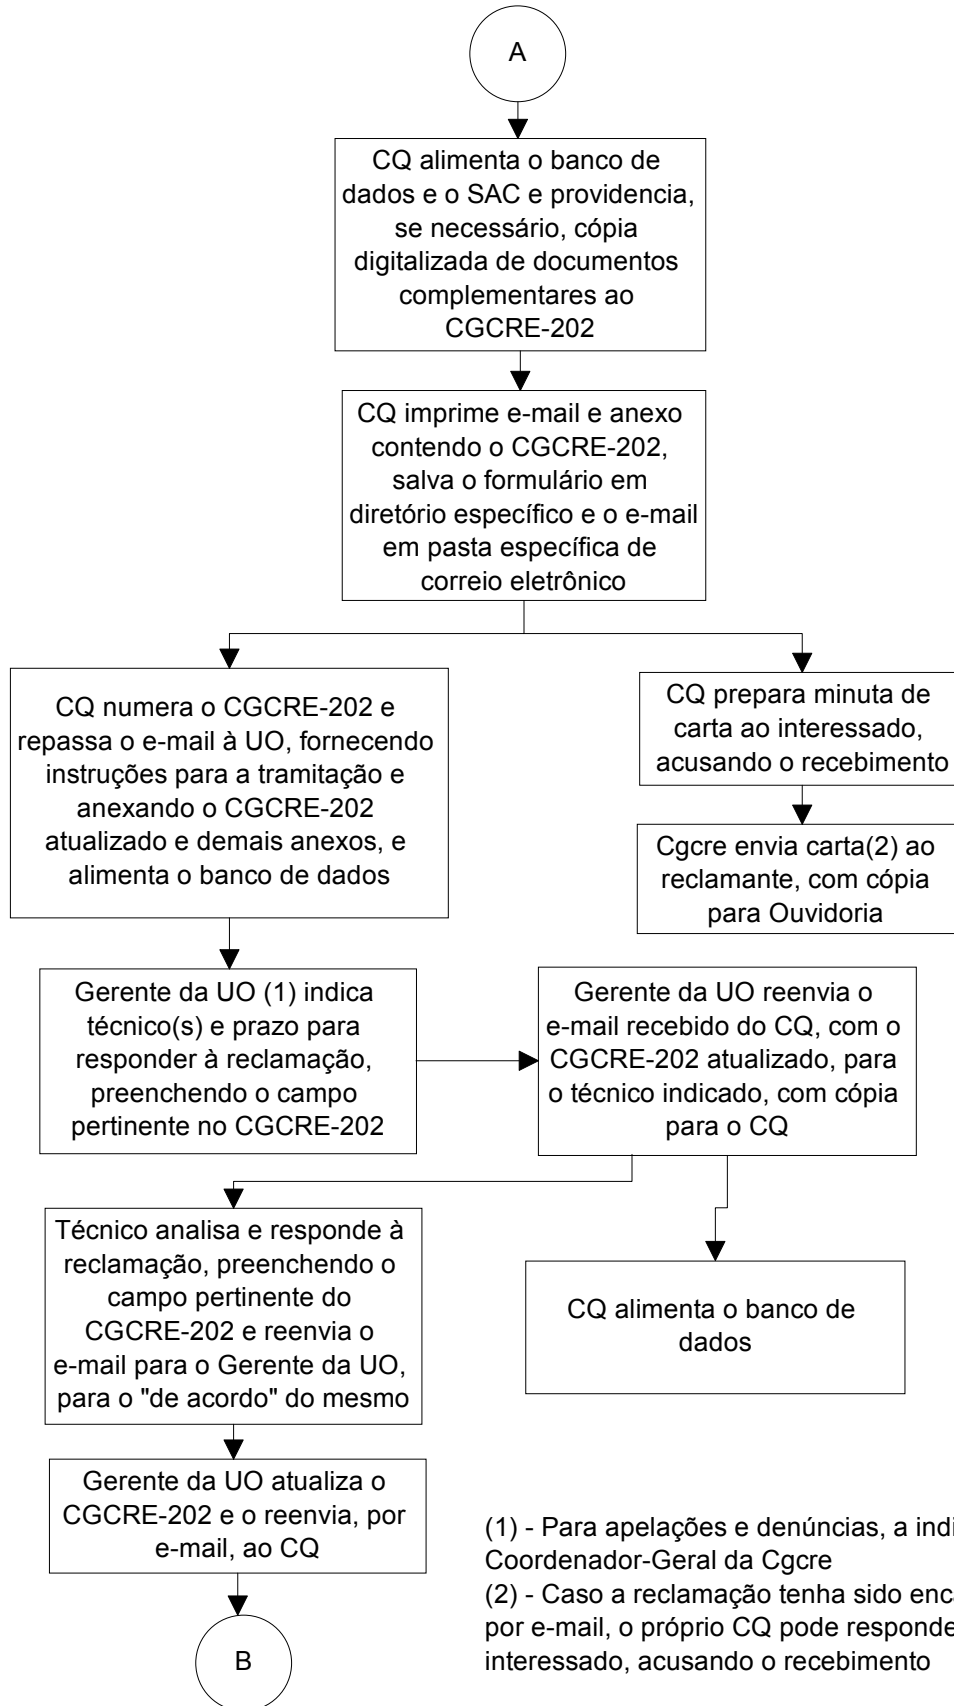 A
CQ alimenta o banco de
dados e o SAC e providencia,
se necessário, cópia
digitalizada de documentos
complementares ao
CGCRE-202
CQ imprime e-mail e anexo
contendo o CGCRE-202,
salva o formulário em
diretório específico e o e-mail
em pasta específica de
correio eletrônico
CQ numera o CGCRE-202 e
repassa o e-mail à UO, fornecendo
instruções para a tramitação e
anexando o CGCRE-202
atualizado e demais anexos, e
alimenta o banco de dados
CQ prepara minuta de
carta ao interessado,
acusando o recebimento
Cgcre envia carta(2) ao
reclamante, com cópia
para Ouvidoria
Gerente da UO (1) indica
técnico(s) e prazo para
responder à reclamação,
preenchendo o campo
pertinente no CGCRE-202
Gerente da UO reenvia o
e-mail recebido do CQ, com o
CGCRE-202 atualizado, para
o técnico indicado, com cópia
para o CQ
Técnico analisa e responde à
reclamação, preenchendo o
campo pertinente do
CGCRE-202 e reenvia o
e-mail para o Gerente da UO,
para o "de acordo" do mesmo
CQ alimenta o banco de
dados
Gerente da UO atualiza o
CGCRE-202 e o reenvia, por
e-mail, ao CQ
(1) - Para apelações e denúncias, a
Coordenador-Geral da Cgcre
(2) - Caso a reclamação tenha sido
por e-mail, o próprio CQ pode
interessado, acusando o recebimento
B